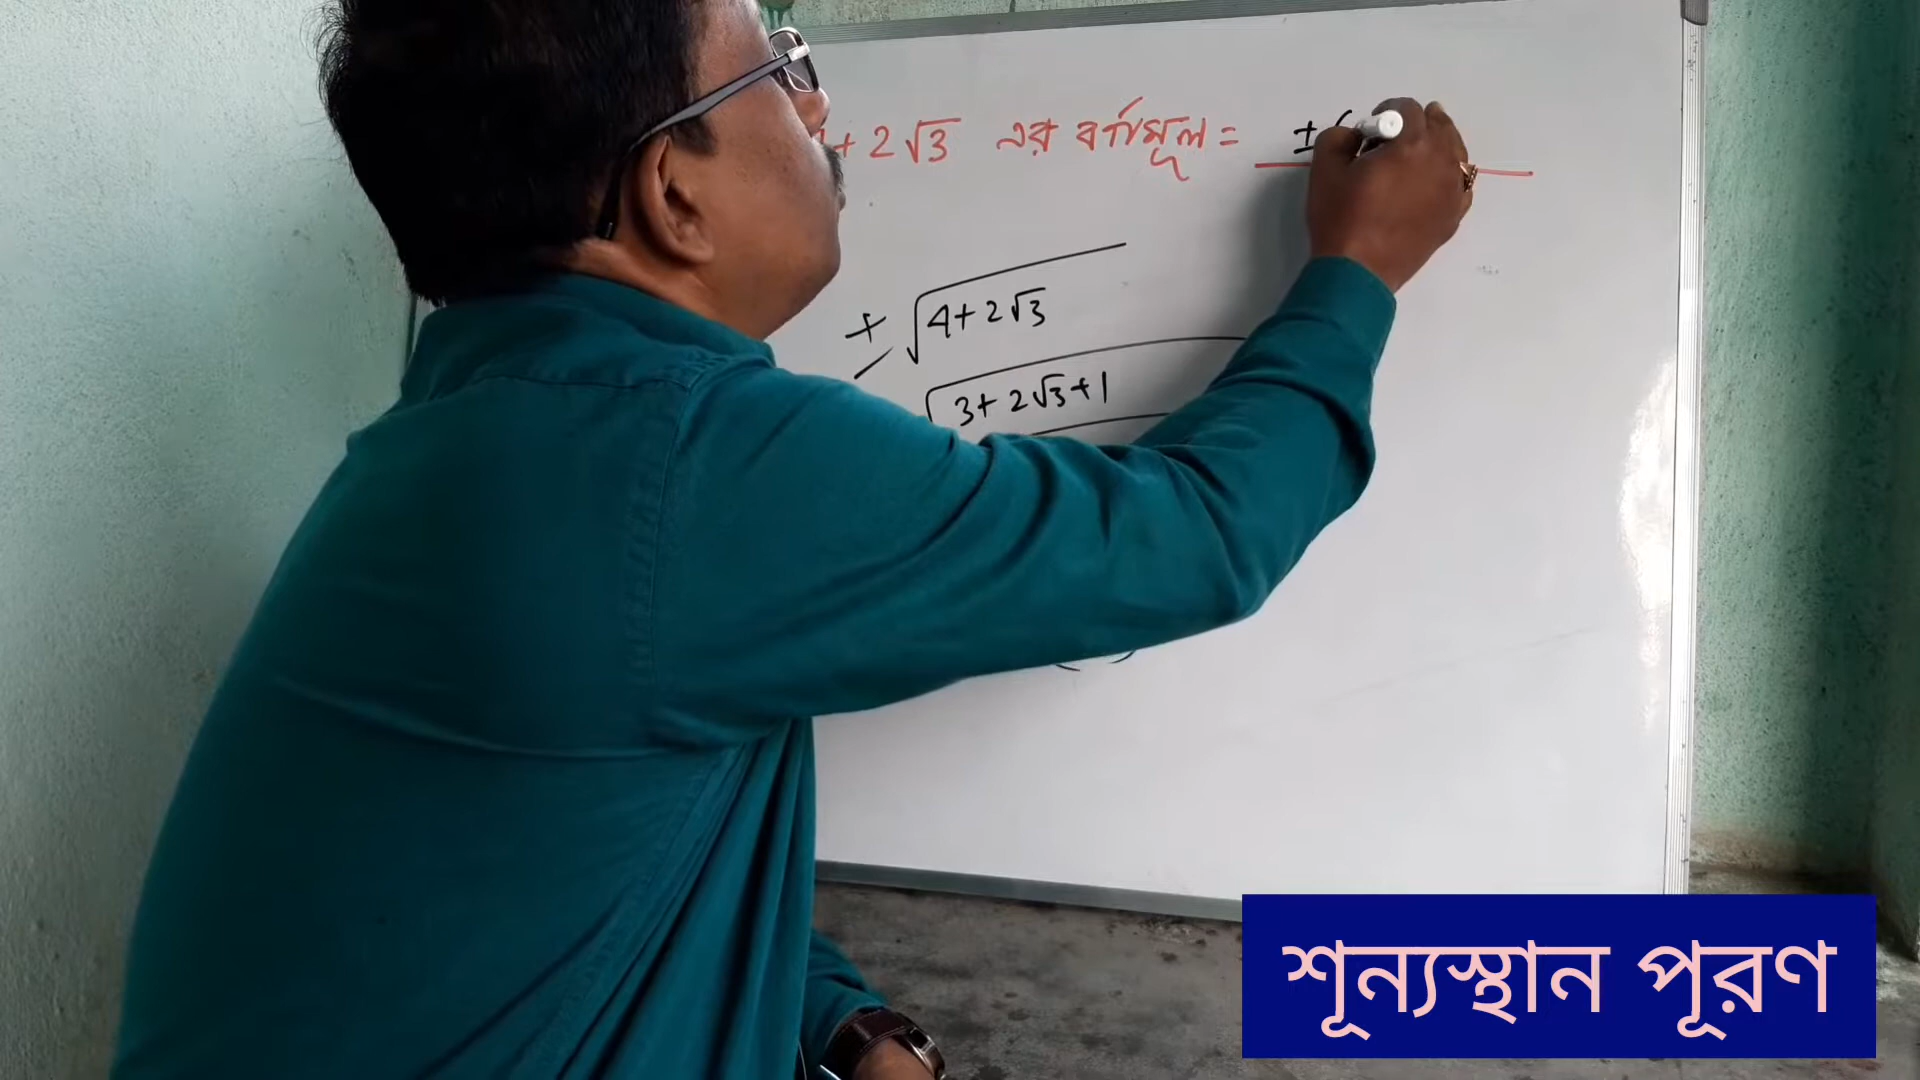 + 2√3 এর বর্গমূল = ± (
± √4+2√3
√3+2√3+1
শূন্যস্থান পূরণ